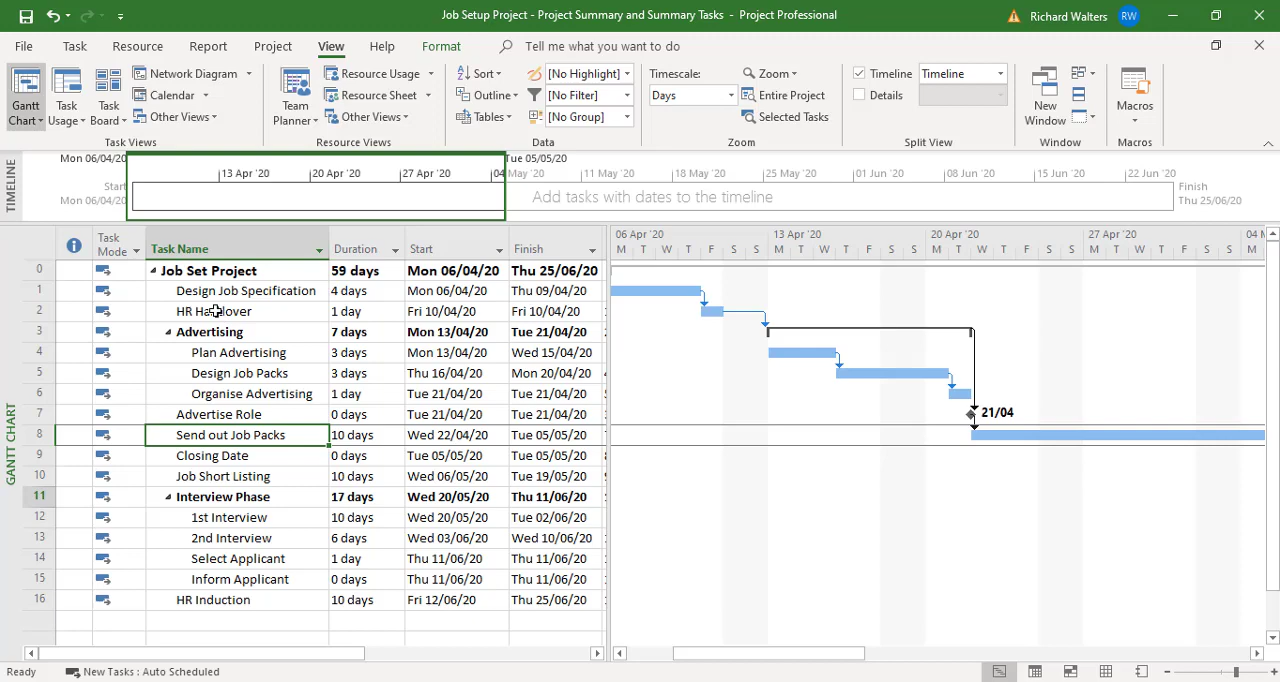 Job Setup Project - Project Summary and Summary Tasks - Project Professional
Richard Walters RW
File Task Resource Report Project View Help Format Tell me what you want to do
Gantt Chart
Task Usage
Task Board
Network Diagram
Calendar
Other Views
Task Views
Team Planner
Resource Usage
Resource Sheet
Other Views
Resource Views
Sort
Outline
Tables
[No Highlight]
[No Filter]
[No Group]
Data
Timescale:
Days
Zoom
Entire Project
Selected Tasks
Zoom
Timeline Timeline
Details
Split View
New Window
Window
Macros
Macros
TIMELINE
Mon 06/04/20 Tue 05/05/20
13 Apr '20 20 Apr '20 27 Apr '20 04 May '20 11 May '20 18 May '20 25 May '20 01 Jun '20 08 Jun '20 15 Jun '20 22 Jun '20
Start
Mon 06/04/20
Add tasks with dates to the timeline
Finish
Thu 25/06/20
GANTT CHART
Task Mode Task Name Duration Start Finish
06 Apr '20 13 Apr '20 20 Apr '20 27 Apr '20 04 M
M T W T F S S M T W T F S S M T W T F S S M T W T F S S M
0 Job Set Project 59 days Mon 06/04/20 Thu 25/06/20
1 Design Job Specification 4 days Mon 06/04/20 Thu 09/04/20
2 HR Handover 1 day Fri 10/04/20 Fri 10/04/20
3 Advertising 7 days Mon 13/04/20 Tue 21/04/20
4 Plan Advertising 3 days Mon 13/04/20 Wed 15/04/20
5 Design Job Packs 3 days Thu 16/04/20 Mon 20/04/20
6 Organise Advertising 1 day Tue 21/04/20 Tue 21/04/20
7 Advertise Role 0 days Tue 21/04/20 Tue 21/04/20 21/04
8 Send out Job Packs 10 days Wed 22/04/20 Tue 05/05/20
9 Closing Date 0 days Tue 05/05/20 Tue 05/05/20
10 Job Short Listing 10 days Wed 06/05/20 Tue 19/05/20
11 Interview Phase 17 days Wed 20/05/20 Thu 11/06/20
12 1st Interview 10 days Wed 20/05/20 Tue 02/06/20
13 2nd Interview 6 days Wed 03/06/20 Wed 10/06/20
14 Select Applicant 1 day Thu 11/06/20 Thu 11/06/20
15 Inform Applicant 0 days Thu 11/06/20 Thu 11/06/20
16 HR Induction 10 days Fri 12/06/20 Thu 25/06/20
Ready New Tasks : Auto Scheduled